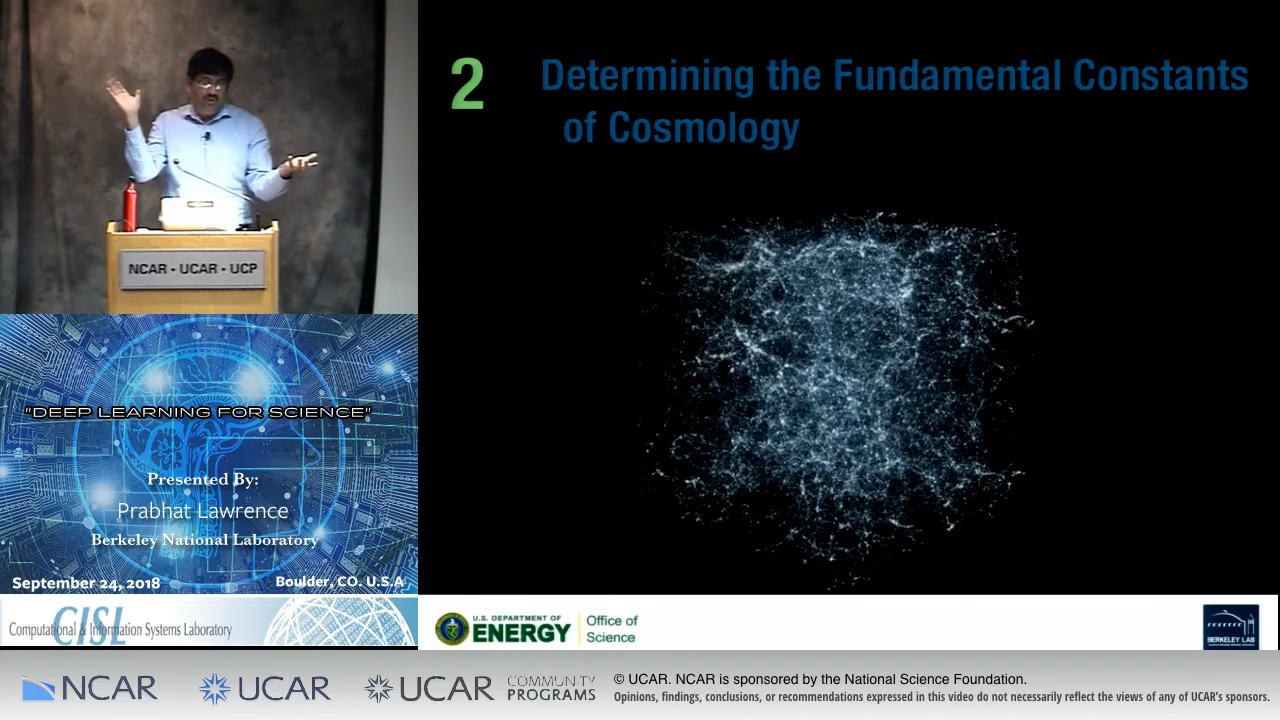 2
Determining the Fundamental Constants
of Cosmology
NCAR • UCAR • UCP
"DEEP LEARNING FOR SCIENCE"
Presented By:
Prabhat Lawrence
Berkeley National Laboratory
September 24, 2018
Boulder, CO. U.S.A
CISL
Computational & Information Systems Laboratory
U.S. DEPARTMENT OF
ENERGY
Office of
Science
BERKELEY LAB
NCAR
UCAR
UCAR
COMMUNITY
PROGRAMS
© UCAR. NCAR is sponsored by the National Science Foundation.
Opinions, findings, conclusions, or recommendations expressed in this video do not necessarily reflect the views of any of UCAR's sponsors.